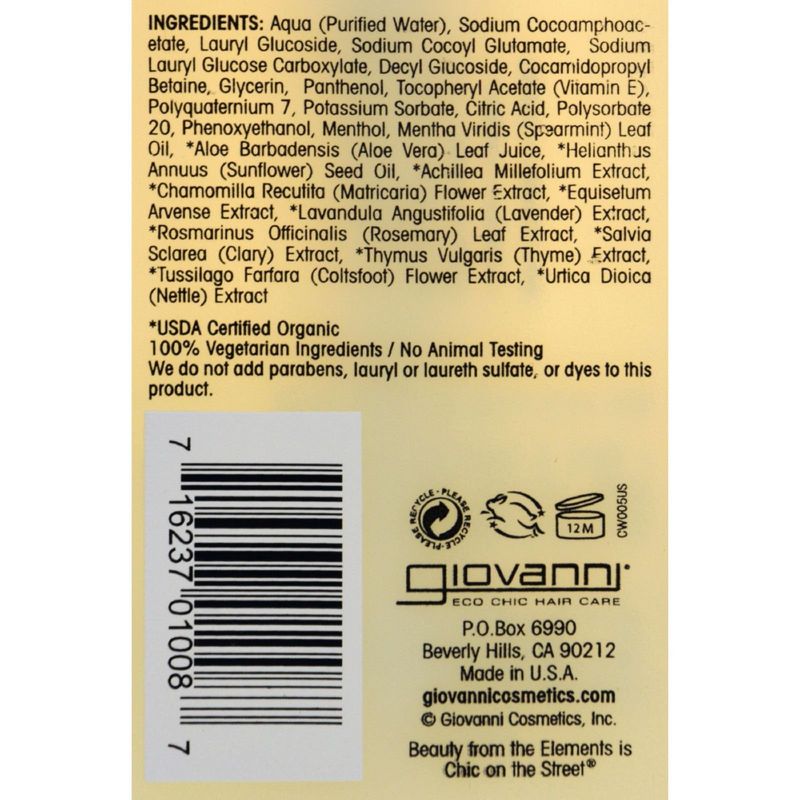 INGREDIENTS: Aqua (Purified Water), Sodium Cocoamphoac-
etate, Lauryl Glucoside, Sodium Cocoyl Glutamate, Sodium
Lauryl Glucose Carboxylate, Decyl Glucoside, Cocamidopropyl
Betaine, Glycerin, Panthenol, Tocopheryl Acetate (Vitamin E),
Polyquaternium 7, Potassium Sorbate, Citric Acid, Polysorbate
20, Phenoxyethanol, Menthol, Mentha Viridis (Spearmint) Leaf
Oil, *Aloe Barbadensis (Aloe Vera) Leaf Juice, *Helianthus
Annuus (Sunflower) Seed Oil, *Achillea Millefolium Extract,
*Chamomilla Recutita (Matricaria) Flower Extract, *Equisetum
Arvense Extract, *Lavandula Angustifolia (Lavender) Extract,
*Rosmarinus Officinalis (Rosemary) Leaf Extract, *Salvia
Sclarea (Clary) Extract, *Thymus Vulgaris (Thyme) Extract,
*Tussilago Farfara (Coltsfoot) Flower Extract, *Urtica Dioica
(Nettle) Extract
*USDA Certified Organic
100% Vegetarian Ingredients / No Animal Testing
We do not add parabens, lauryl or laureth sulfate, or dyes to this
product.
7 16237 01008 7
PLEASE RECYCLE-PLEASE RECYCLE-
12M
CW005US
giovanni
ECO CHIC HAIR CARE
P.O.Box 6990
Beverly Hills, CA 90212
Made in U.S.A.
giovannicosmetics.com
© Giovanni Cosmetics, Inc.
Beauty from the Elements is
Chic on the Street®